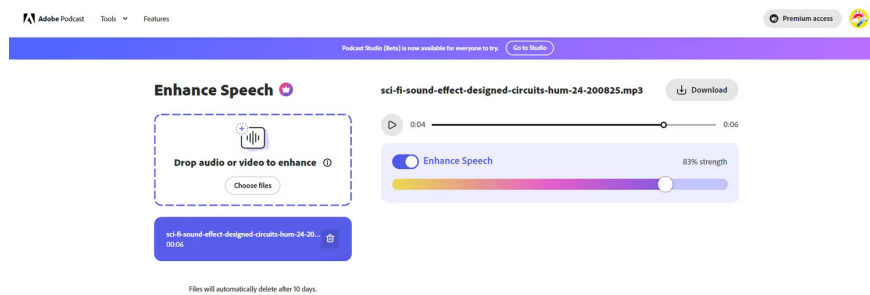 Adobe Podcast Tools Features Premium access
Podcast Studio (Beta) is now available for everyone to try. Go to Studio
Enhance Speech
Drop audio or video to enhance
Choose files
sci-fi-sound-effect-designed-circuits-hum-24-20...
00:06
Files will automatically delete after 10 days.
sci-fi-sound-effect-designed-circuits-hum-24-200825.mp3 Download
0:04 0:06
Enhance Speech 83% strength